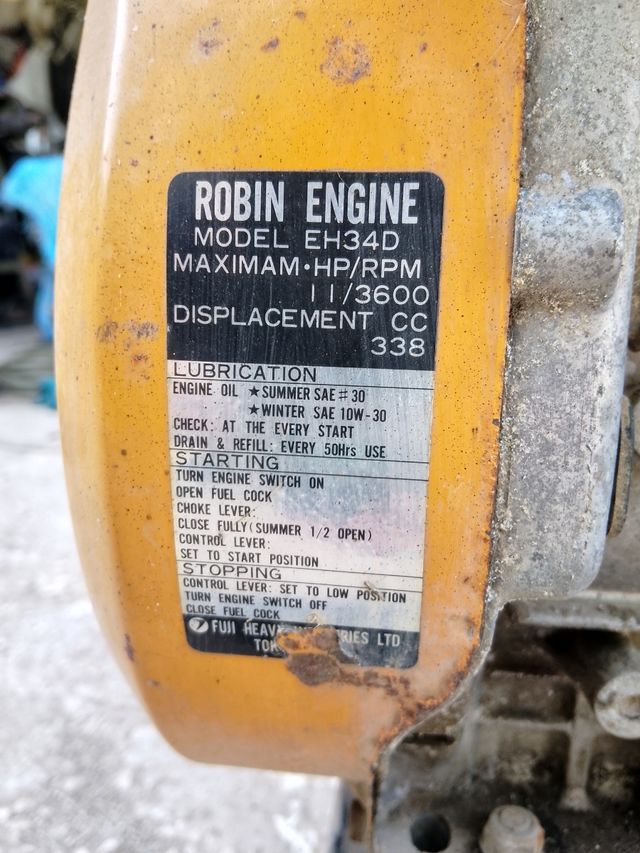 ROBIN ENGINE
MODEL EH34D
MAXIMAM·HP/RPM
11/3600
DISPLACEMENT CC
338
LUBRICATION
ENGINE OIL ★SUMMER SAE #30
★WINTER SAE 10W-30
CHECK: AT THE EVERY START
DRAIN & REFILL: EVERY 50Hrs USE
STARTING
TURN ENGINE SWITCH ON
OPEN FUEL COCK
CHOKE LEVER:
CLOSE FULLY(SUMMER 1/2 OPEN)
CONTROL LEVER:
SET TO START POSITION
STOPPING
CONTROL LEVER: SET TO LOW POSITION
TURN ENGINE SWITCH OFF
CLOSE FUEL COCK
FUJI LTD